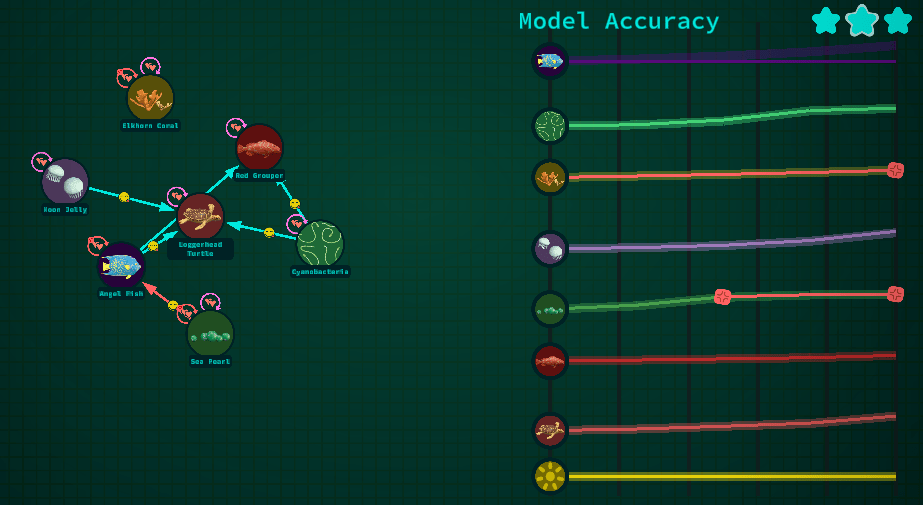 Model Accuracy
Elkhorn Coral
Red Grouper
Moon Jelly
Loggerhead
Turtle
Cyanobacteria
Angel Fish
Sea Pearl